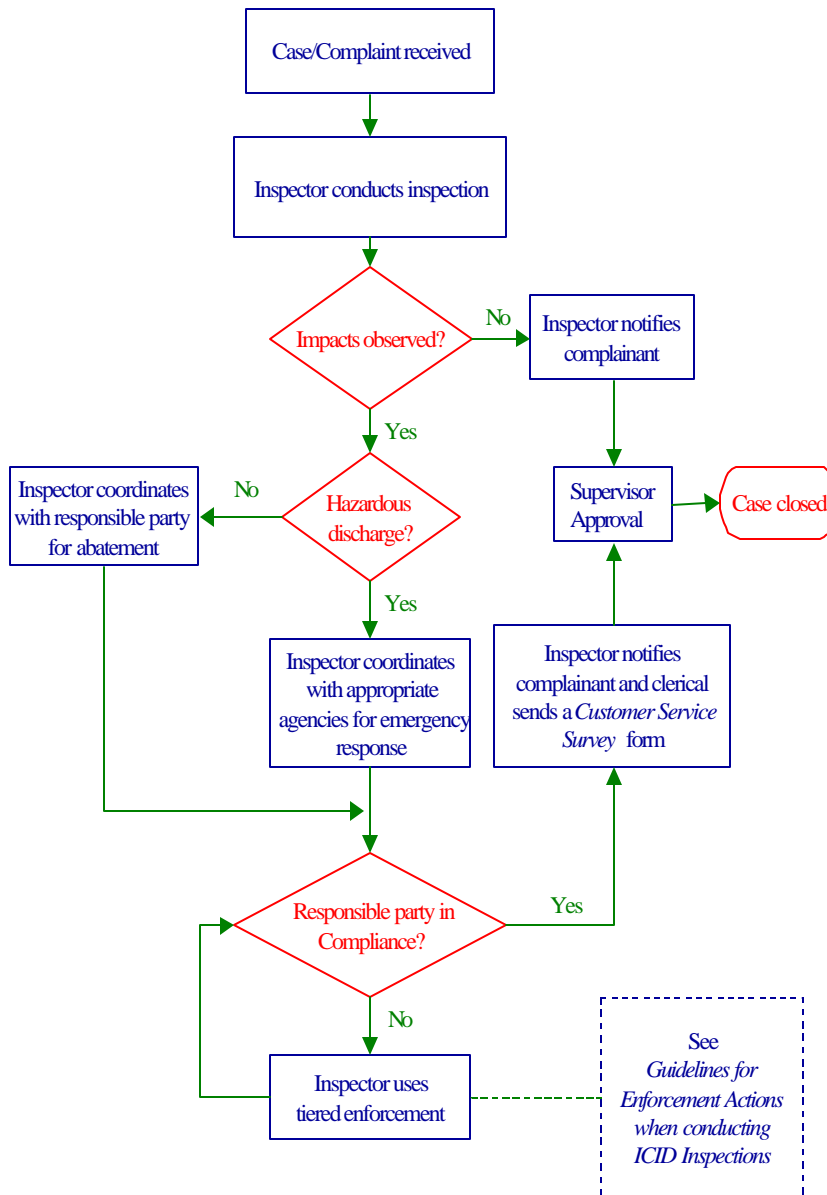 Case/Complaint received
Inspector conducts inspection
Impacts observed?
No
Inspector notifies
complainant
Yes
Inspector coordinates
with responsible party
for abatement
No
Hazardous
discharge?
Supervisor
Approval
Case closed
Yes
Inspector coordinates
with appropriate
agencies for emergency
response
Inspector notifies
complainant and clerical
sends a Customer Service
Survey form
Responsible party in
Compliance?
Yes
No
Inspector uses
tiered enforcement
See
Guidelines for
Enforcement Actions
when conducting
ICID Inspections